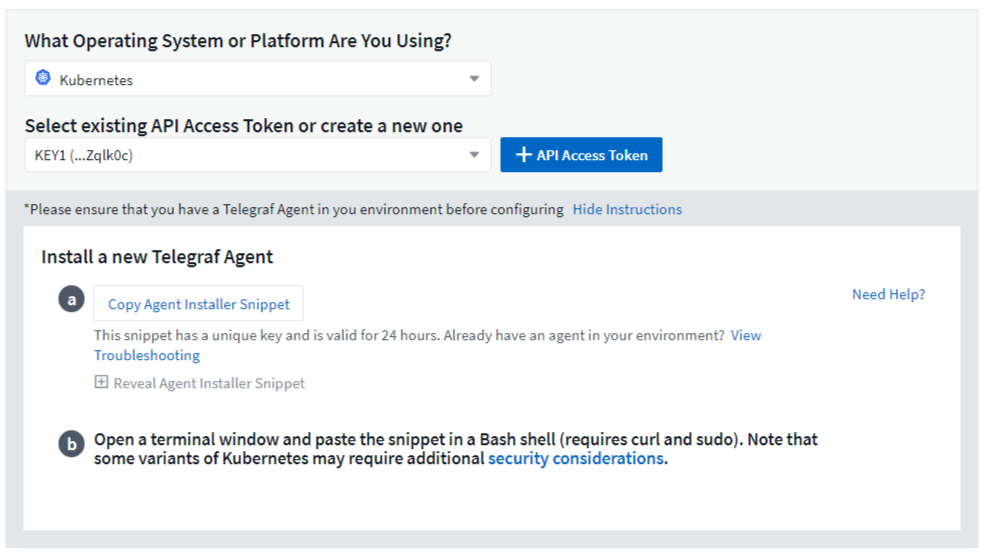 What Operating System or Platform Are You Using?
Kubernetes
Select existing API Access Token or create a new one
KEY1 (...Zqlk0c)
+ API Access Token
*Please ensure that you have a Telegraf Agent in you environment before configuring Hide Instructions
Install a new Telegraf Agent
a
Copy Agent Installer Snippet
Need Help?
This snippet has a unique key and is valid for 24 hours. Already have an agent in your environment? View
Troubleshooting
Reveal Agent Installer Snippet
b
Open a terminal window and paste the snippet in a Bash shell (requires curl and sudo). Note that
some variants of Kubernetes may require additional security considerations.